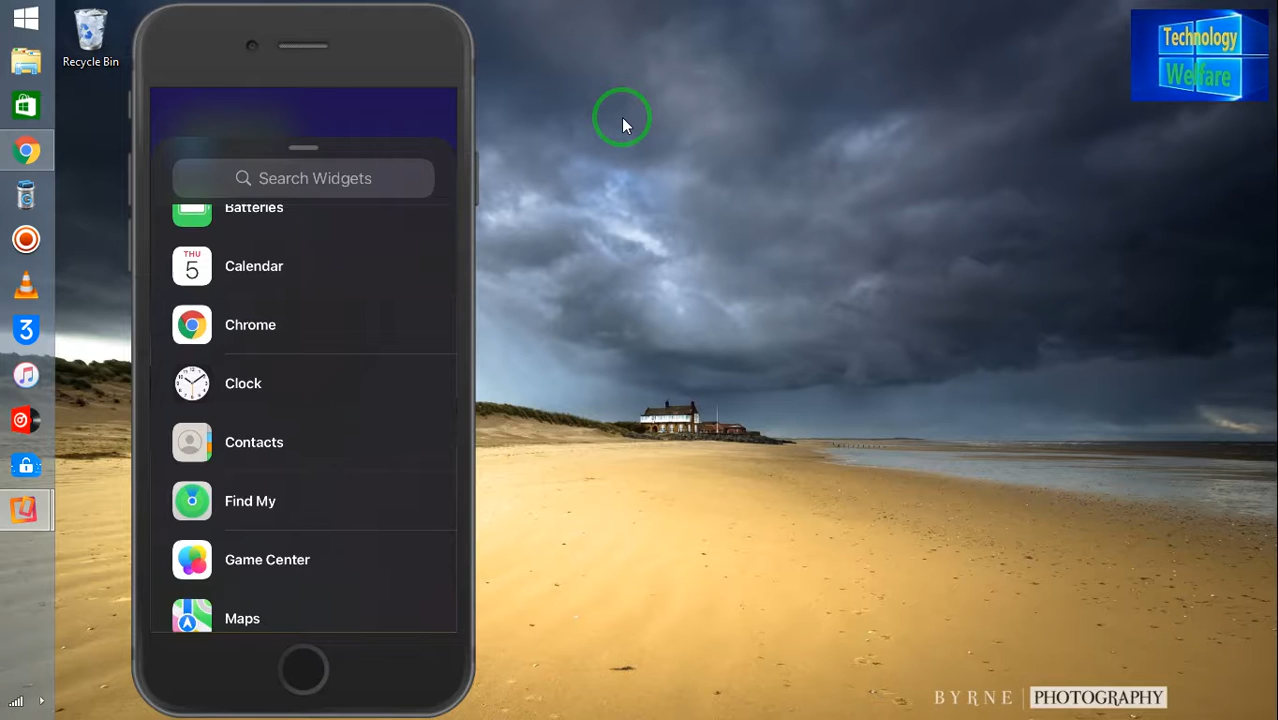 Recycle Bin
Technology
Welfare
Search Widgets
Batteries
THU
5
Calendar
Chrome
Clock
Contacts
Find My
Game Center
Maps
3
BYRNE | PHOTOGRAPHY